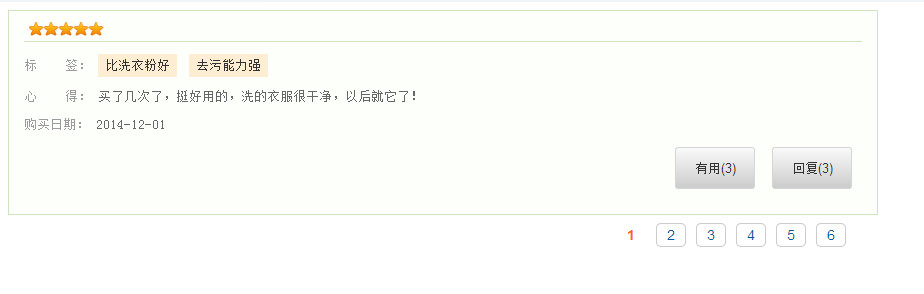 标 签： 比洗衣粉好 去污能力强
心 得： 买了几次了，挺好用的，洗的衣服很干净，以后就它了！
购买日期： 2014-12-01
有用(3) 回复(3)
1 2 3 4 5 6